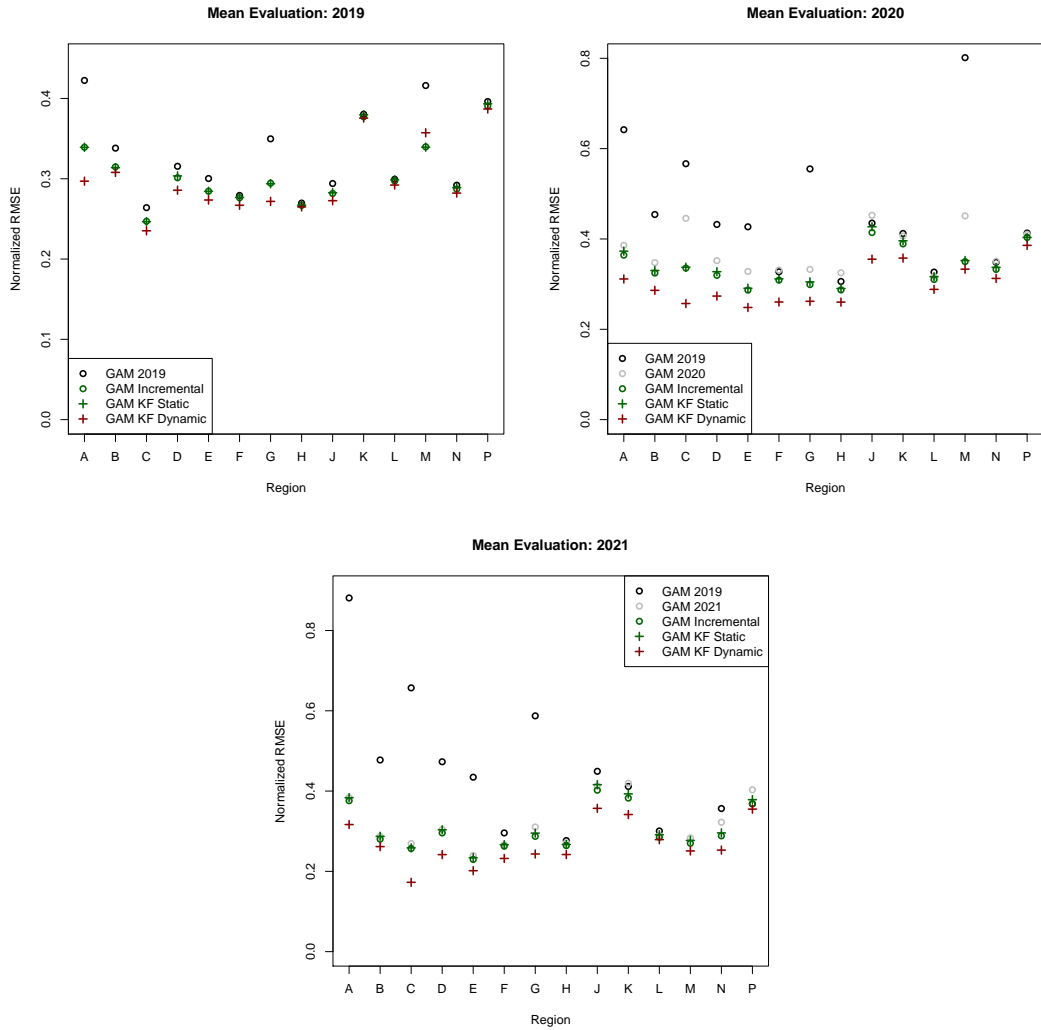 Mean Evaluation: 2019
Normalized RMSE
0.0 0.1 0.2 0.3 0.4
GAM 2019
GAM Incremental
GAM KF Static
GAM KF Dynamic
A B C D E F G H J K L M N P
Region
Mean Evaluation: 2020
Normalized RMSE
0.0 0.2 0.4 0.6 0.8
GAM 2019
GAM 2020
GAM Incremental
GAM KF Static
GAM KF Dynamic
A B C D E F G H J K L M N P
Region
Mean Evaluation: 2021
Normalized RMSE
0.0 0.2 0.4 0.6 0.8
GAM 2019
GAM 2021
GAM Incremental
GAM KF Static
GAM KF Dynamic
A B C D E F G H J K L M N P
Region